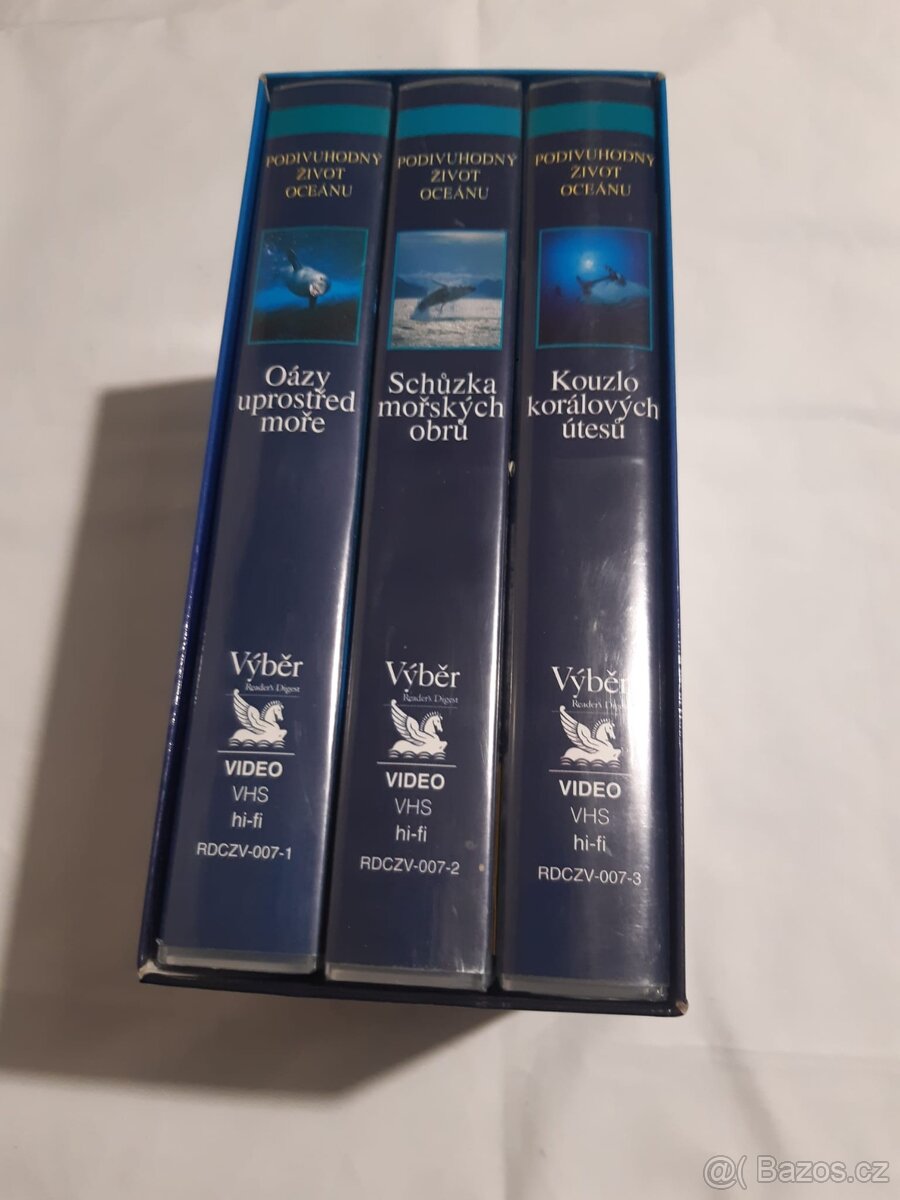 PODIVUHODNÝ
ŽIVOT
OCEÁNU
Oázy
uprostřed
moře
Výběr
Reader's Digest
VIDEO
VHS
hi-fi
RDCZV-007-1
PODIVUHODNÝ
ŽIVOT
OCEÁNU
Schůzka
mořských
obrů
Výběr
Reader's Digest
VIDEO
VHS
hi-fi
RDCZV-007-2
PODIVUHODNÝ
ŽIVOT
OCEÁNU
Kouzlo
korálových
útesů
Výběr
Reader's Digest
VIDEO
VHS
hi-fi
RDCZV-007-3
@( Bazos.cz